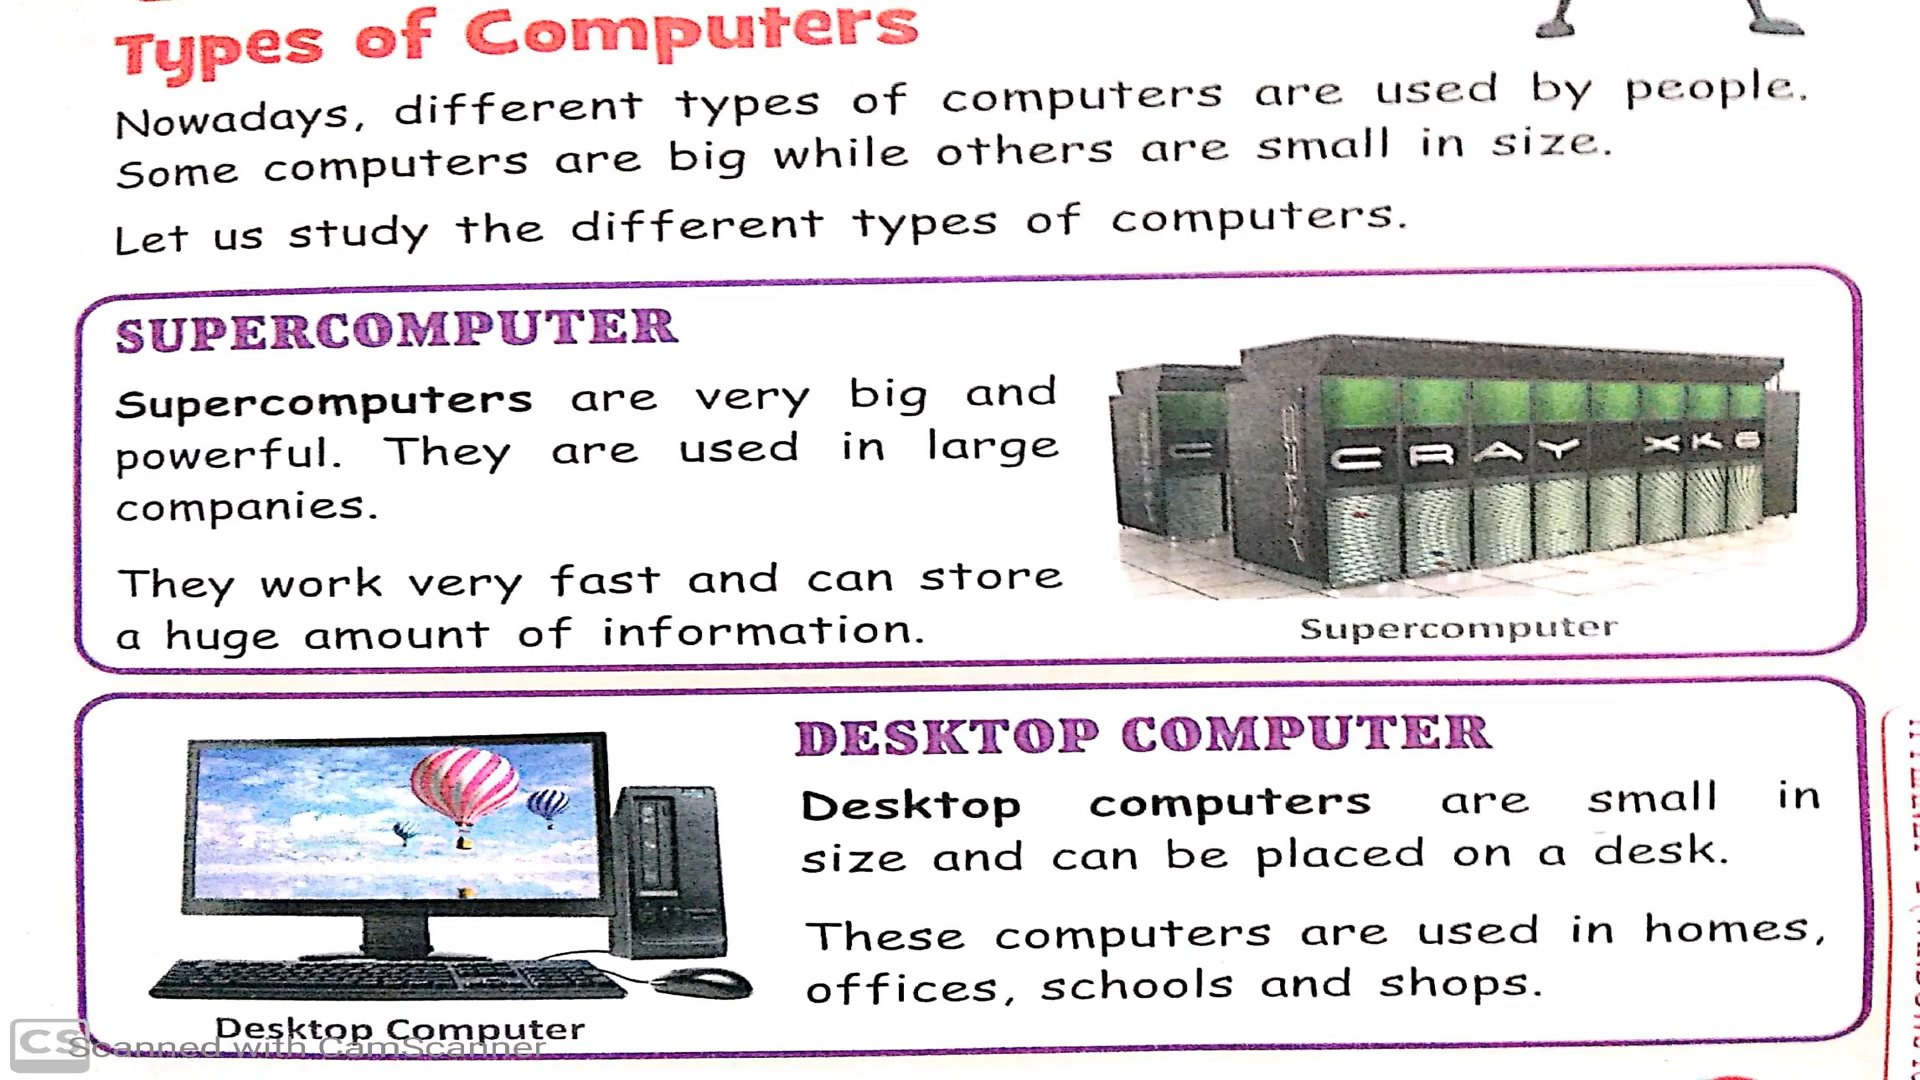 Types of Computers
Nowadays, different types of computers are used by people.
Some computers are big while others are small in size.
Let us study the different types of computers.
SUPERCOMPUTER
Supercomputers are very big and
powerful. They are used in large
companies.
They work very fast and can store
a huge amount of information.
CRAY XK6
Supercomputer
DESKTOP COMPUTER
Desktop computers are small in
size and can be placed on a desk.
These computers are used in homes,
offices, schools and shops.
Desktop Computer
CS Scanned with CamScanner